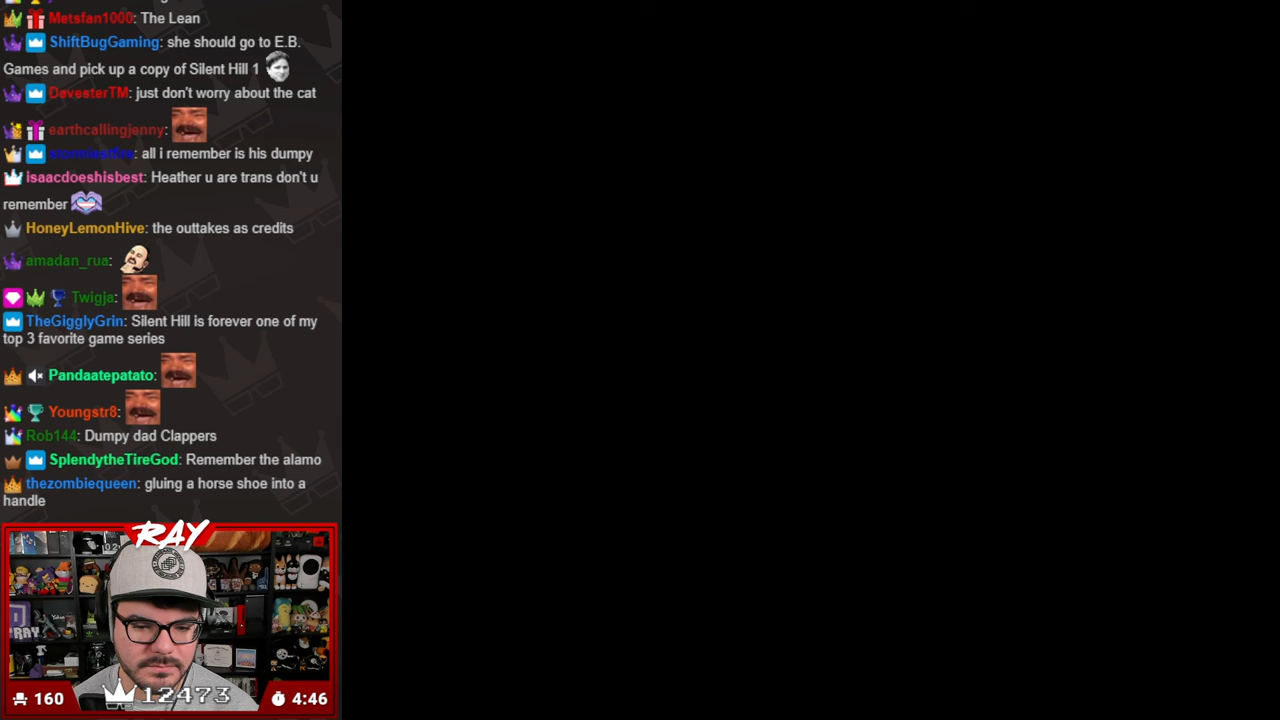 Metsfan1000: The Lean
ShiftBugGaming: she should go to E.B.
Games and pick up a copy of Silent Hill 1
DavesterTM: just don't worry about the cat
earthcallingjenny:
: all i remember is his dumpy
isaacdoeshisbest: Heather u are trans don't u
remember
HoneyLemonHive: the outtakes as credits
amadan_rua:
Twigja:
TheGigglyGrin: Silent Hill is forever one of my
top 3 favorite game series
Pandaatepatato:
Youngstr8:
Rob144: Dumpy dad Clappers
SplendytheTireGod: Remember the alamo
thezombiequeen: gluing a horse shoe into a
handle
RAY
160
12473
4:46